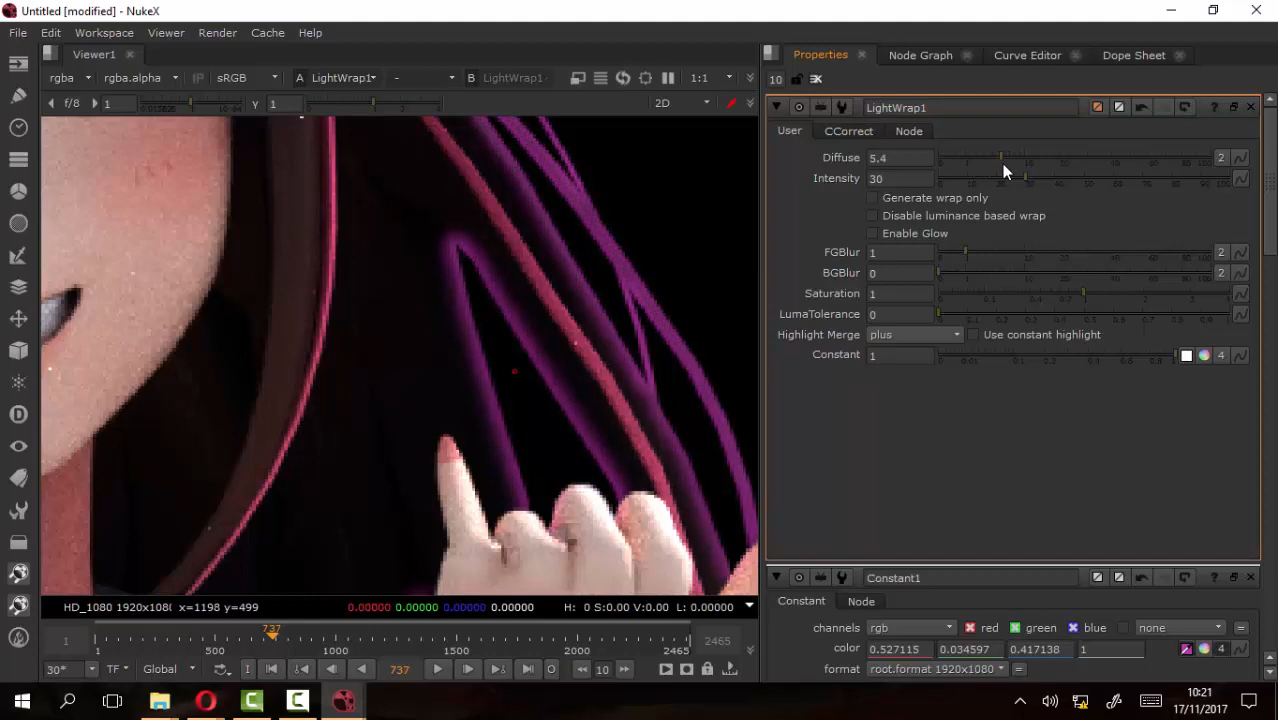 Untitled [modified] - NukeX
File Edit Workspace Viewer Render Cache Help
Viewer1
Properties Node Graph Curve Editor Dope Sheet
rgba rgba.alpha IP sRGB A LightWrap1 - B LightWrap1 1:1
10
f/8 1 y 1 2D
LightWrap1
User CCorrect Node
Diffuse 5.4 2
Intensity 30
Generate wrap only
Disable luminance based wrap
Enable Glow
FGBlur 1 2
BGBlur 0 2
Saturation 1
LumaTolerance 0
Highlight Merge plus Use constant highlight
Constant 1 4
Constant1
Constant Node
channels rgb red green blue none =
color 0.527115 0.034597 0.417138 1 4
format root.format 1920x1080 =
HD_1080 1920x1080 x=1198 y=499 0.00000 0.00000 0.00000 0.00000 H: 0 S:0.00 V:0.00 L: 0.00000
737
1 1 500 1000 1500 2000 2465 2465
30* TF Global I 737 O 10
10:21
17/11/2017